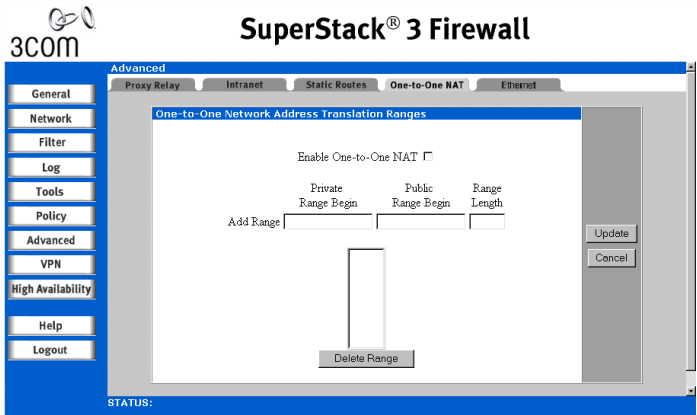 3COM
SuperStack® 3 Firewall
Advanced
Proxy Relay Intranet Static Routes One-to-One NAT Ethernet
General
Network
Filter
Log
Tools
Policy
Advanced
VPN
High Availability
Help
Logout
One-to-One Network Address Translation Ranges
Enable One-to-One NAT
Private Range Begin Public Range Begin Range Length
Add Range
Delete Range
Update
Cancel
STATUS: